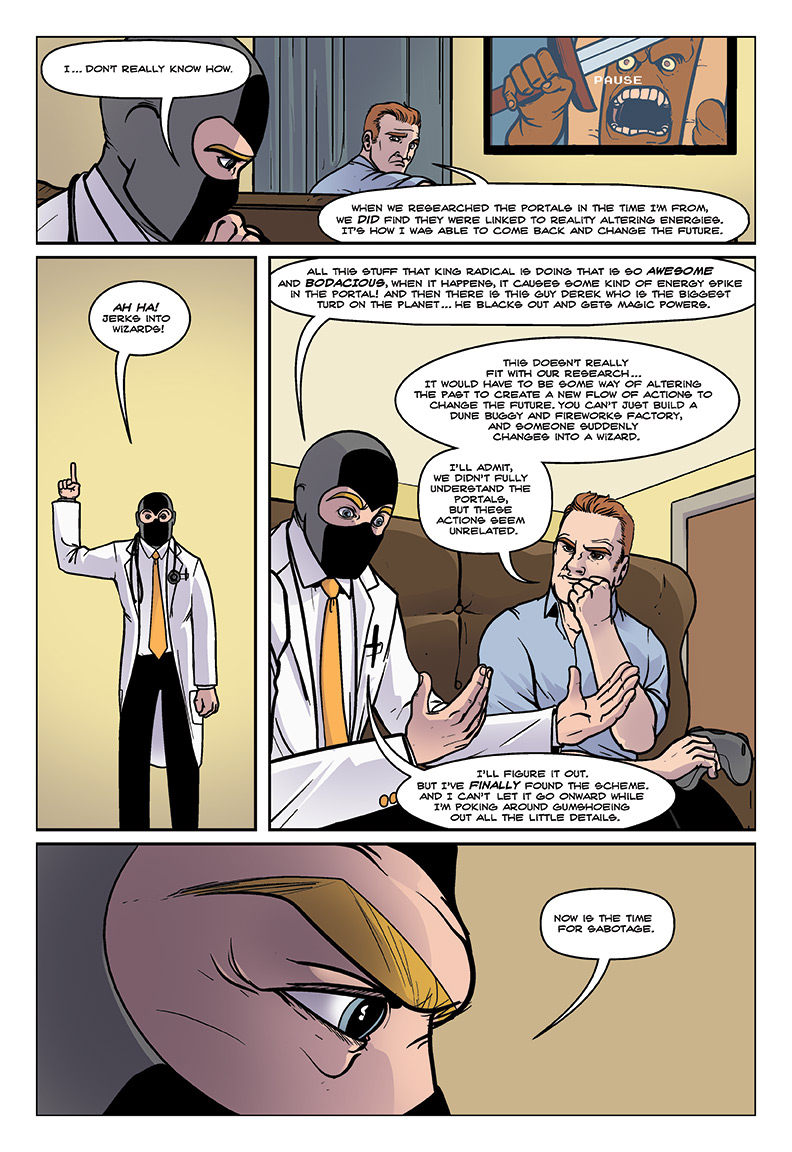 I ... DON'T REALLY KNOW HOW.
PAUSE
WHEN WE RESEARCHED THE PORTALS IN THE TIME I'M FROM,
WE DID FIND THEY WERE LINKED TO REALITY ALTERING ENERGIES.
IT'S HOW I WAS ABLE TO COME BACK AND CHANGE THE FUTURE.
AH HA!
JERKS INTO
WIZARDS!
ALL THIS STUFF THAT KING RADICAL IS DOING THAT IS SO AWESOME
AND BODACIOUS, WHEN IT HAPPENS, IT CAUSES SOME KIND OF ENERGY SPIKE
IN THE PORTAL! AND THEN THERE IS THIS GUY DEREK WHO IS THE BIGGEST
TURD ON THE PLANET ... HE BLACKS OUT AND GETS MAGIC POWERS.
THIS DOESN'T REALLY
FIT WITH OUR RESEARCH ...
IT WOULD HAVE TO BE SOME WAY OF ALTERING
THE PAST TO CREATE A NEW FLOW OF ACTIONS TO
CHANGE THE FUTURE. YOU CAN'T JUST BUILD A
DUNE BUGGY AND FIREWORKS FACTORY,
AND SOMEONE SUDDENLY
CHANGES INTO A WIZARD.
I'LL ADMIT,
WE DIDN'T FULLY
UNDERSTAND THE
PORTALS,
BUT THESE
ACTIONS SEEM
UNRELATED.
I'LL FIGURE IT OUT.
BUT I'VE FINALLY FOUND THE SCHEME.
AND I CAN'T LET IT GO ONWARD WHILE
I'M POKING AROUND GUMSHOEING
OUT ALL THE LITTLE DETAILS.
NOW IS THE TIME
FOR SABOTAGE.